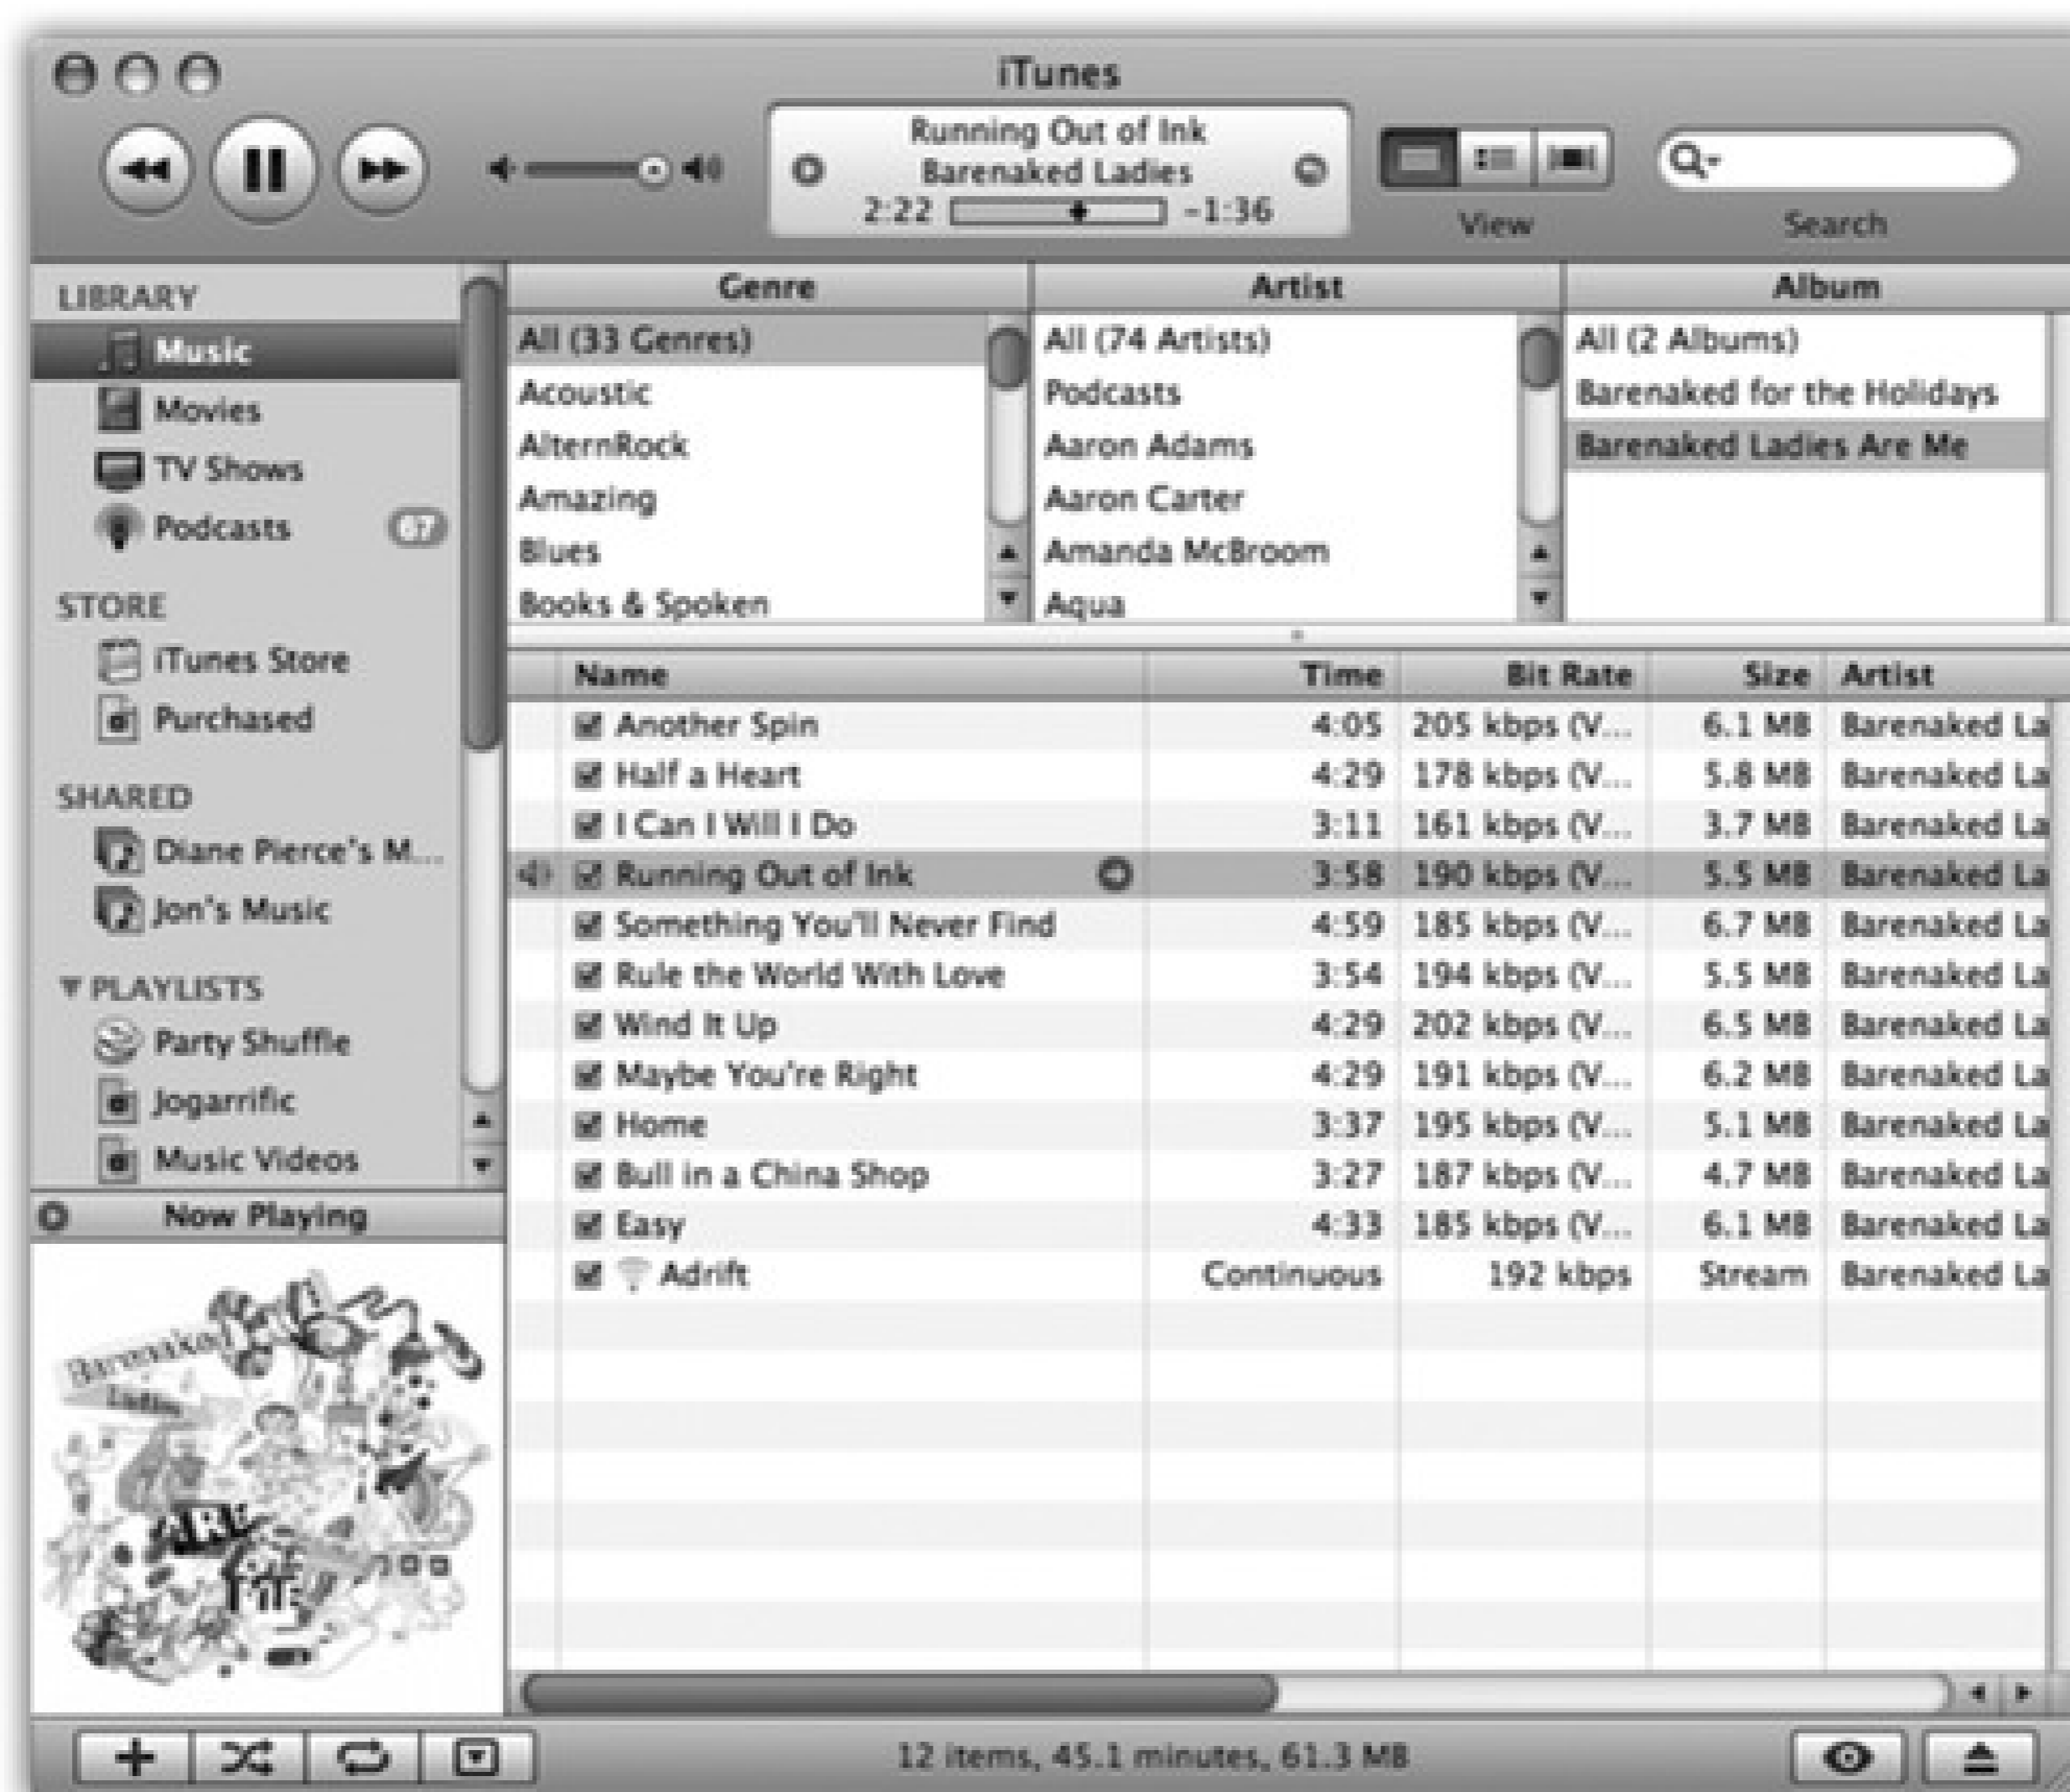 iTunes
Running Out of Ink
Barenaked Ladies
2:22 -1:36
View
Search
LIBRARY
Music
Movies
TV Shows
Podcasts
STORE
iTunes Store
Purchased
SHARED
Diane Pierce's M...
Jon's Music
PLAYLISTS
Party Shuffle
Jogarrific
Music Videos
Now Playing
Barenaked
Ladies
ARE
ME
Genre
All (33 Genres)
Acoustic
AlternRock
Amazing
Blues
Books & Spoken
Artist
All (74 Artists)
Podcasts
Aaron Adams
Aaron Carter
Amanda McBroom
Aqua
Album
All (2 Albums)
Barenaked for the Holidays
Barenaked Ladies Are Me
Name Time Bit Rate Size Artist
Another Spin 4:05 205 kbps (V... 6.1 MB Barenaked La
Half a Heart 4:29 178 kbps (V... 5.8 MB Barenaked La
I Can I Will I Do 3:11 161 kbps (V... 3.7 MB Barenaked La
Running Out of Ink 3:58 190 kbps (V... 5.5 MB Barenaked La
Something You'll Never Find 4:59 185 kbps (V... 6.7 MB Barenaked La
Rule the World With Love 3:54 194 kbps (V... 5.5 MB Barenaked La
Wind It Up 4:29 202 kbps (V... 6.5 MB Barenaked La
Maybe You're Right 4:29 191 kbps (V... 6.2 MB Barenaked La
Home 3:37 195 kbps (V... 5.1 MB Barenaked La
Bull in a China Shop 3:27 187 kbps (V... 4.7 MB Barenaked La
Easy 4:33 185 kbps (V... 6.1 MB Barenaked La
Adrift Continuous 192 kbps Stream Barenaked La
12 items, 45.1 minutes, 61.3 MB